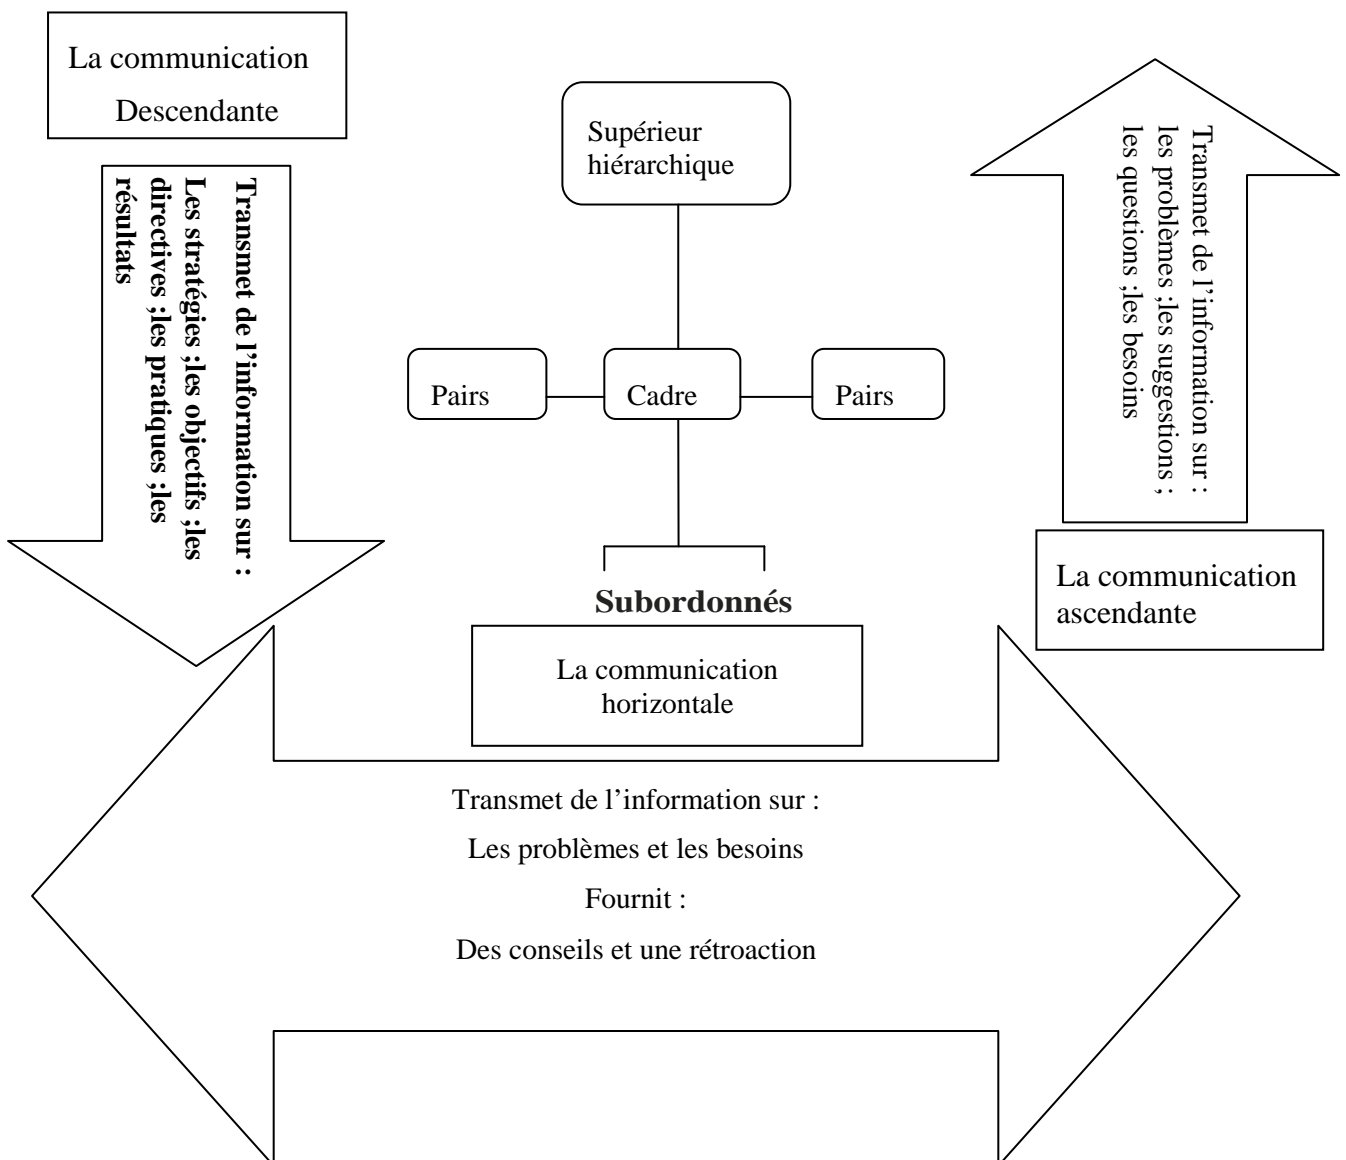 La communication
Descendante
Transmet de l’information sur :
Les stratégies ;les objectifs ;les
directives ;les pratiques ;les
résultats
Supérieur
hiérarchique
Pairs
Cadre
Pairs
Subordonnés
Transmet de l’information sur :
les problèmes ;les suggestions ;
les questions ;les besoins
La communication
ascendante
La communication
horizontale
Transmet de l’information sur :
Les problèmes et les besoins
Fournit :
Des conseils et une rétroaction